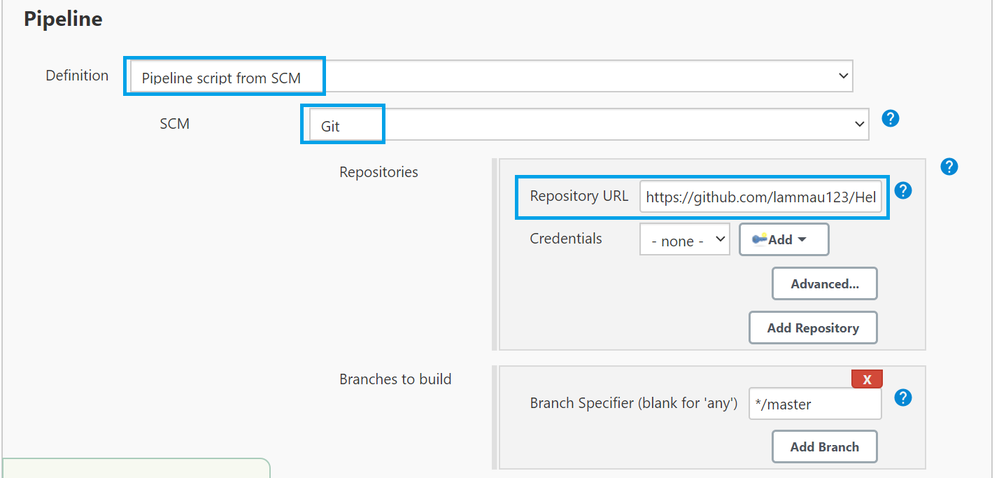 Pipeline
Definition
Pipeline script from SCM
SCM
Git
?
Repositories
?
Repository URL
https://github.com/lammau123/Hel
?
Credentials
- none -
Add
Advanced...
Add Repository
Branches to build
X
Branch Specifier (blank for 'any')
*/master
?
Add Branch